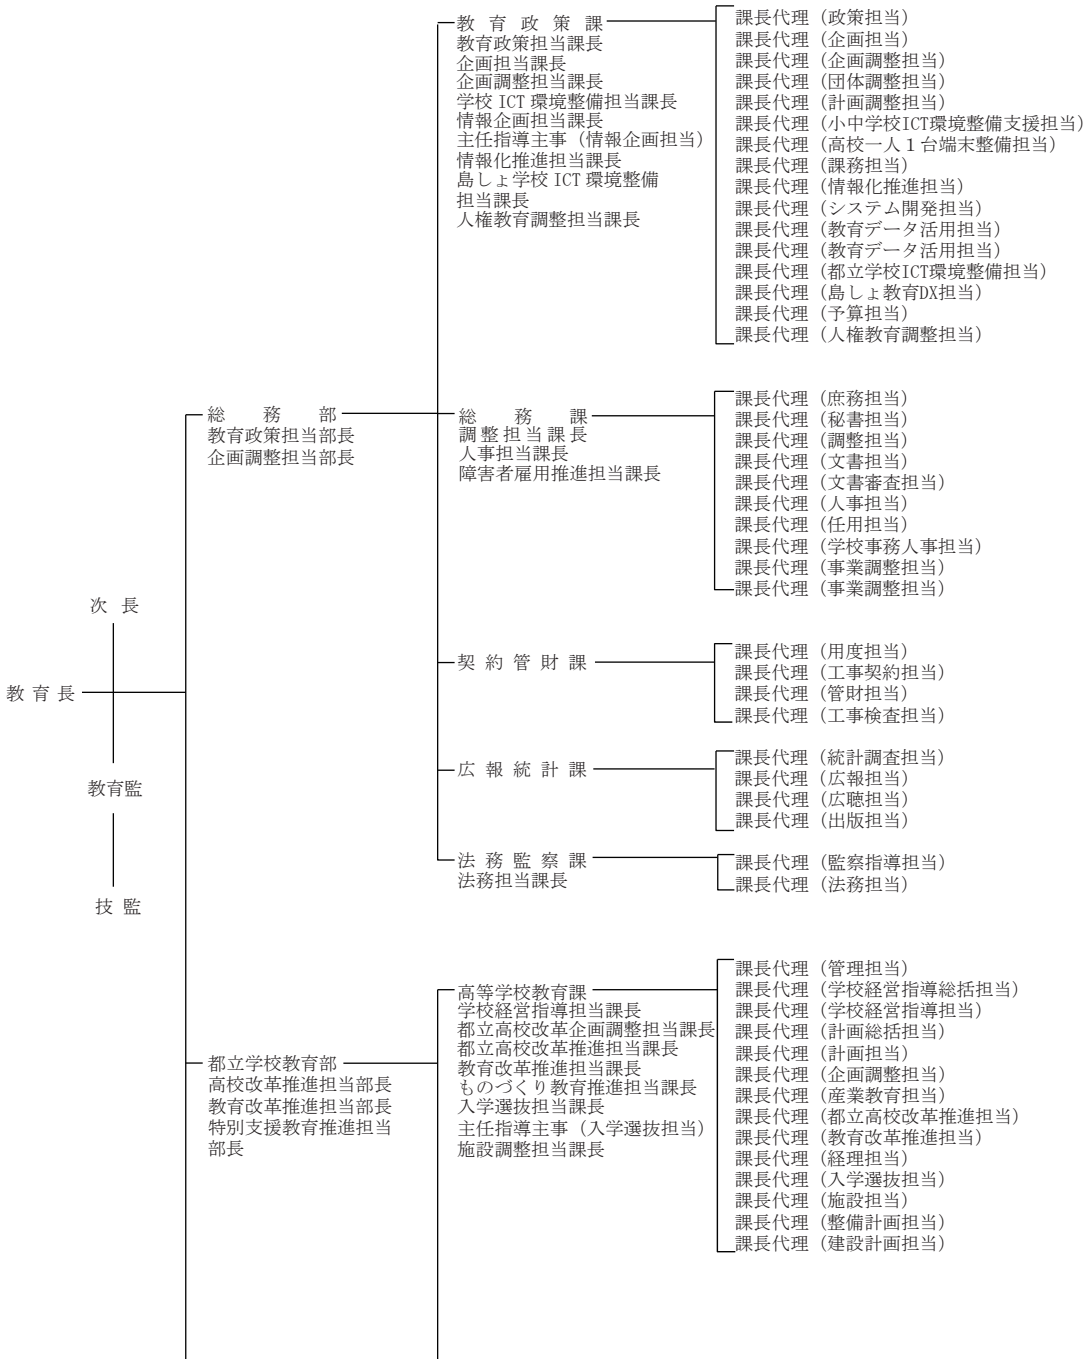 教育長
次長
教育監
技監
総務部
教育政策担当部長
企画調整担当部長
教育政策課
教育政策担当課長
企画担当課長
企画調整担当課長
学校 ICT 環境整備担当課長
情報企画担当課長
主任指導主事（情報企画担当）
情報化推進担当課長
島しょ学校 ICT 環境整備
担当課長
人権教育調整担当課長
課長代理（政策担当）
課長代理（企画担当）
課長代理（企画調整担当）
課長代理（団体調整担当）
課長代理（計画調整担当）
課長代理（小中学校ICT環境整備支援担当）
課長代理（高校一人１台端末整備担当）
課長代理（課務担当）
課長代理（情報化推進担当）
課長代理（システム開発担当）
課長代理（教育データ活用担当）
課長代理（教育データ活用担当）
課長代理（都立学校ICT環境整備担当）
課長代理（島しょ教育DX担当）
課長代理（予算担当）
課長代理（人権教育調整担当）
総務課
調整担当課長
人事担当課長
障害者雇用推進担当課長
課長代理（庶務担当）
課長代理（秘書担当）
課長代理（調整担当）
課長代理（文書担当）
課長代理（文書審査担当）
課長代理（人事担当）
課長代理（任用担当）
課長代理（学校事務人事担当）
課長代理（事業調整担当）
課長代理（事業調整担当）
契約管財課
課長代理（用度担当）
課長代理（工事契約担当）
課長代理（管財担当）
課長代理（工事検査担当）
広報統計課
課長代理（統計調査担当）
課長代理（広報担当）
課長代理（広聴担当）
課長代理（出版担当）
法務監察課
法務担当課長
課長代理（監察指導担当）
課長代理（法務担当）
都立学校教育部
高校改革推進担当部長
教育改革推進担当部長
特別支援教育推進担当
部長
高等学校教育課
学校経営指導担当課長
都立高校改革企画調整担当課長
都立高校改革推進担当課長
教育改革推進担当課長
ものづくり教育推進担当課長
入学選抜担当課長
主任指導主事（入学選抜担当）
施設調整担当課長
課長代理（管理担当）
課長代理（学校経営指導総括担当）
課長代理（学校経営指導担当）
課長代理（計画総括担当）
課長代理（計画担当）
課長代理（企画調整担当）
課長代理（産業教育担当）
課長代理（都立高校改革推進担当）
課長代理（教育改革推進担当）
課長代理（経理担当）
課長代理（入学選抜担当）
課長代理（施設担当）
課長代理（整備計画担当）
課長代理（建設計画担当）